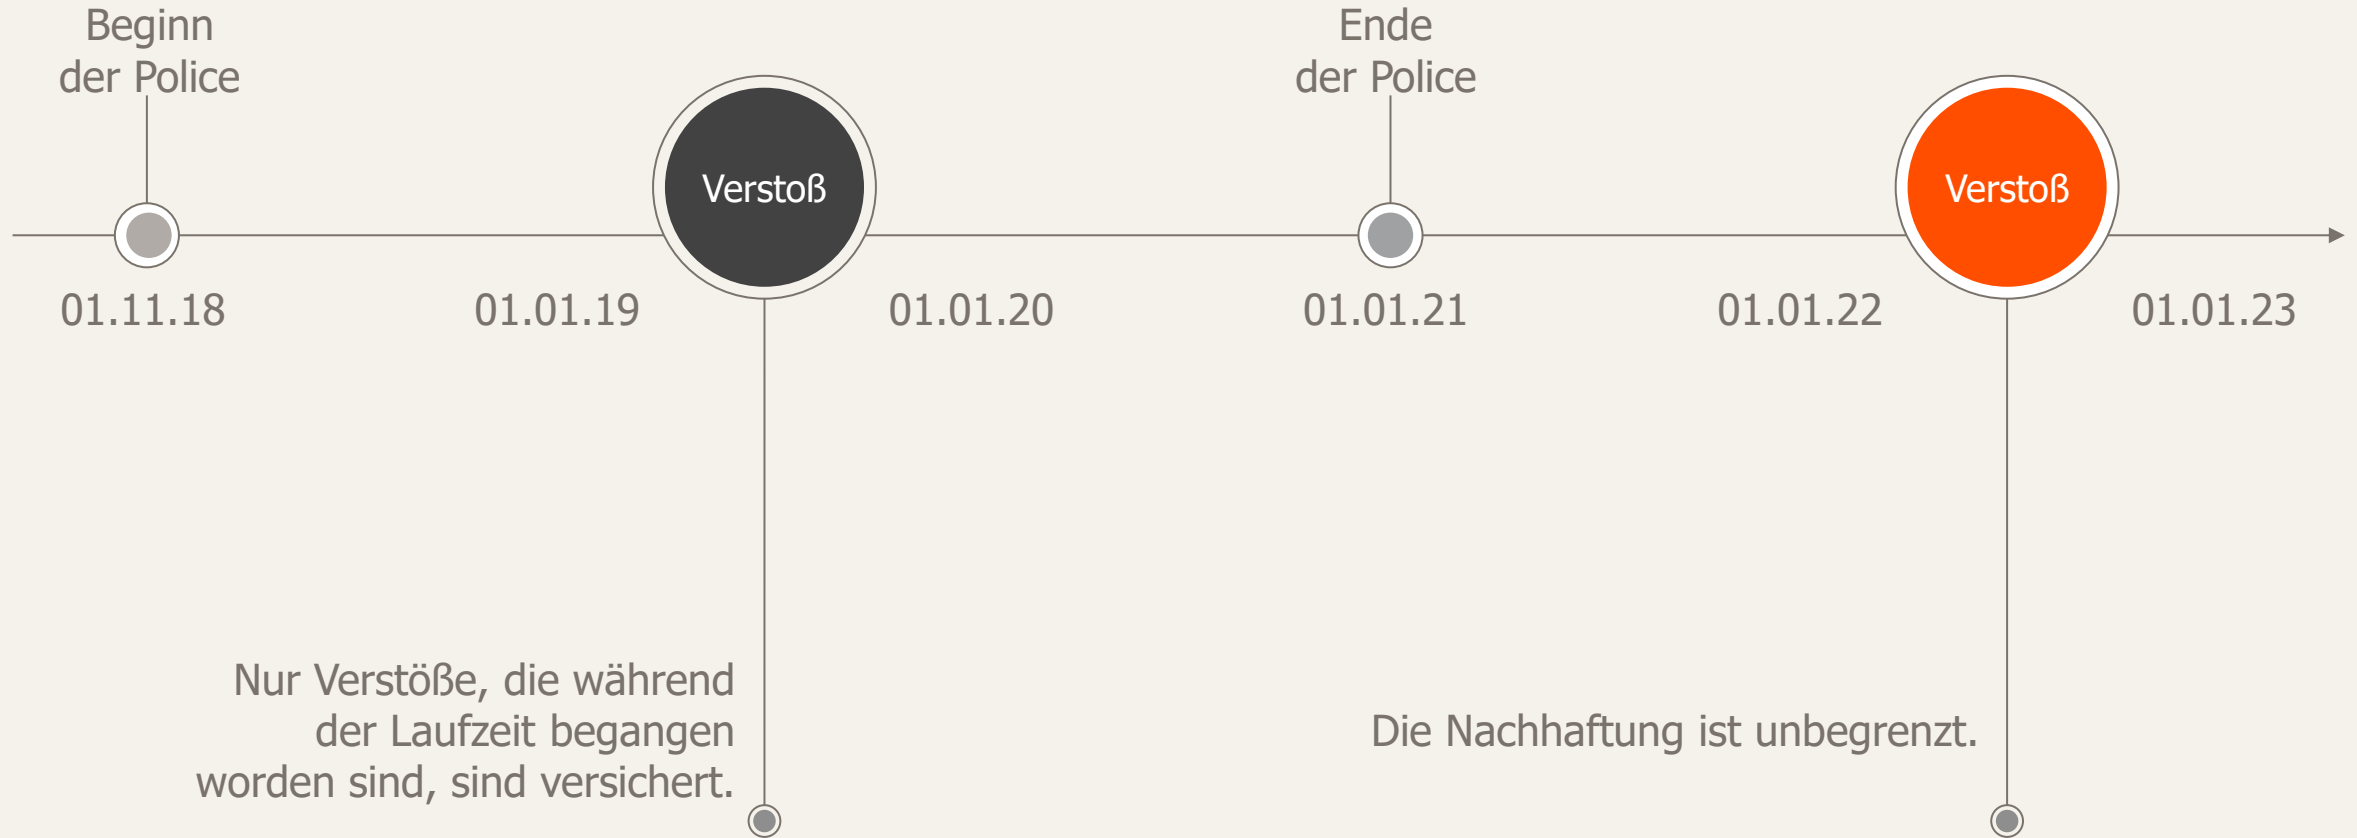 Beginn
der Police
Ende
der Police
Verstoß
Verstoß
01.11.18
01.01.19
01.01.20
01.01.21
01.01.22
01.01.23
Nur Verstöße, die während
der Laufzeit begangen
worden sind, sind versichert.
Die Nachhaftung ist unbegrenzt.